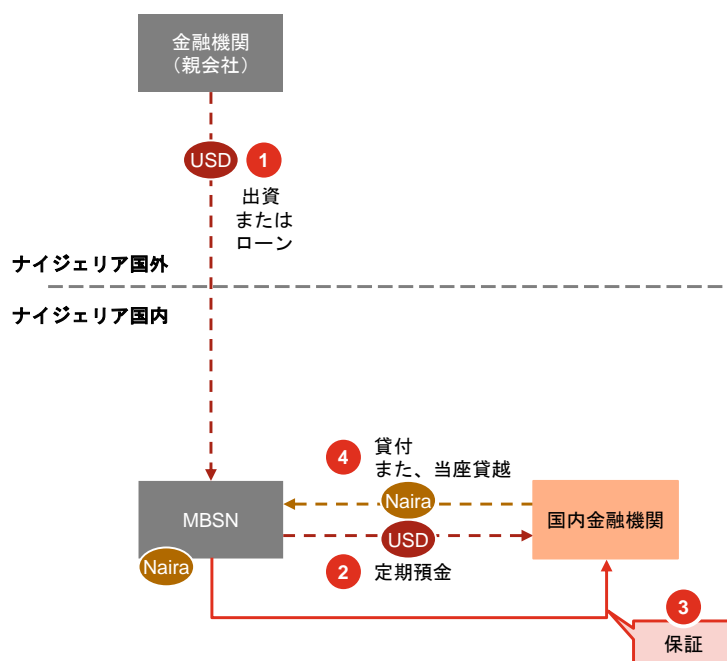 金融機関
（親会社）
USD
1
出資
または
ローン
ナイジェリア国外
ナイジェリア国内
4
貸付
また、当座貸越
Naira
MBSN
国内金融機関
USD
Naira
2
定期預金
3
保証